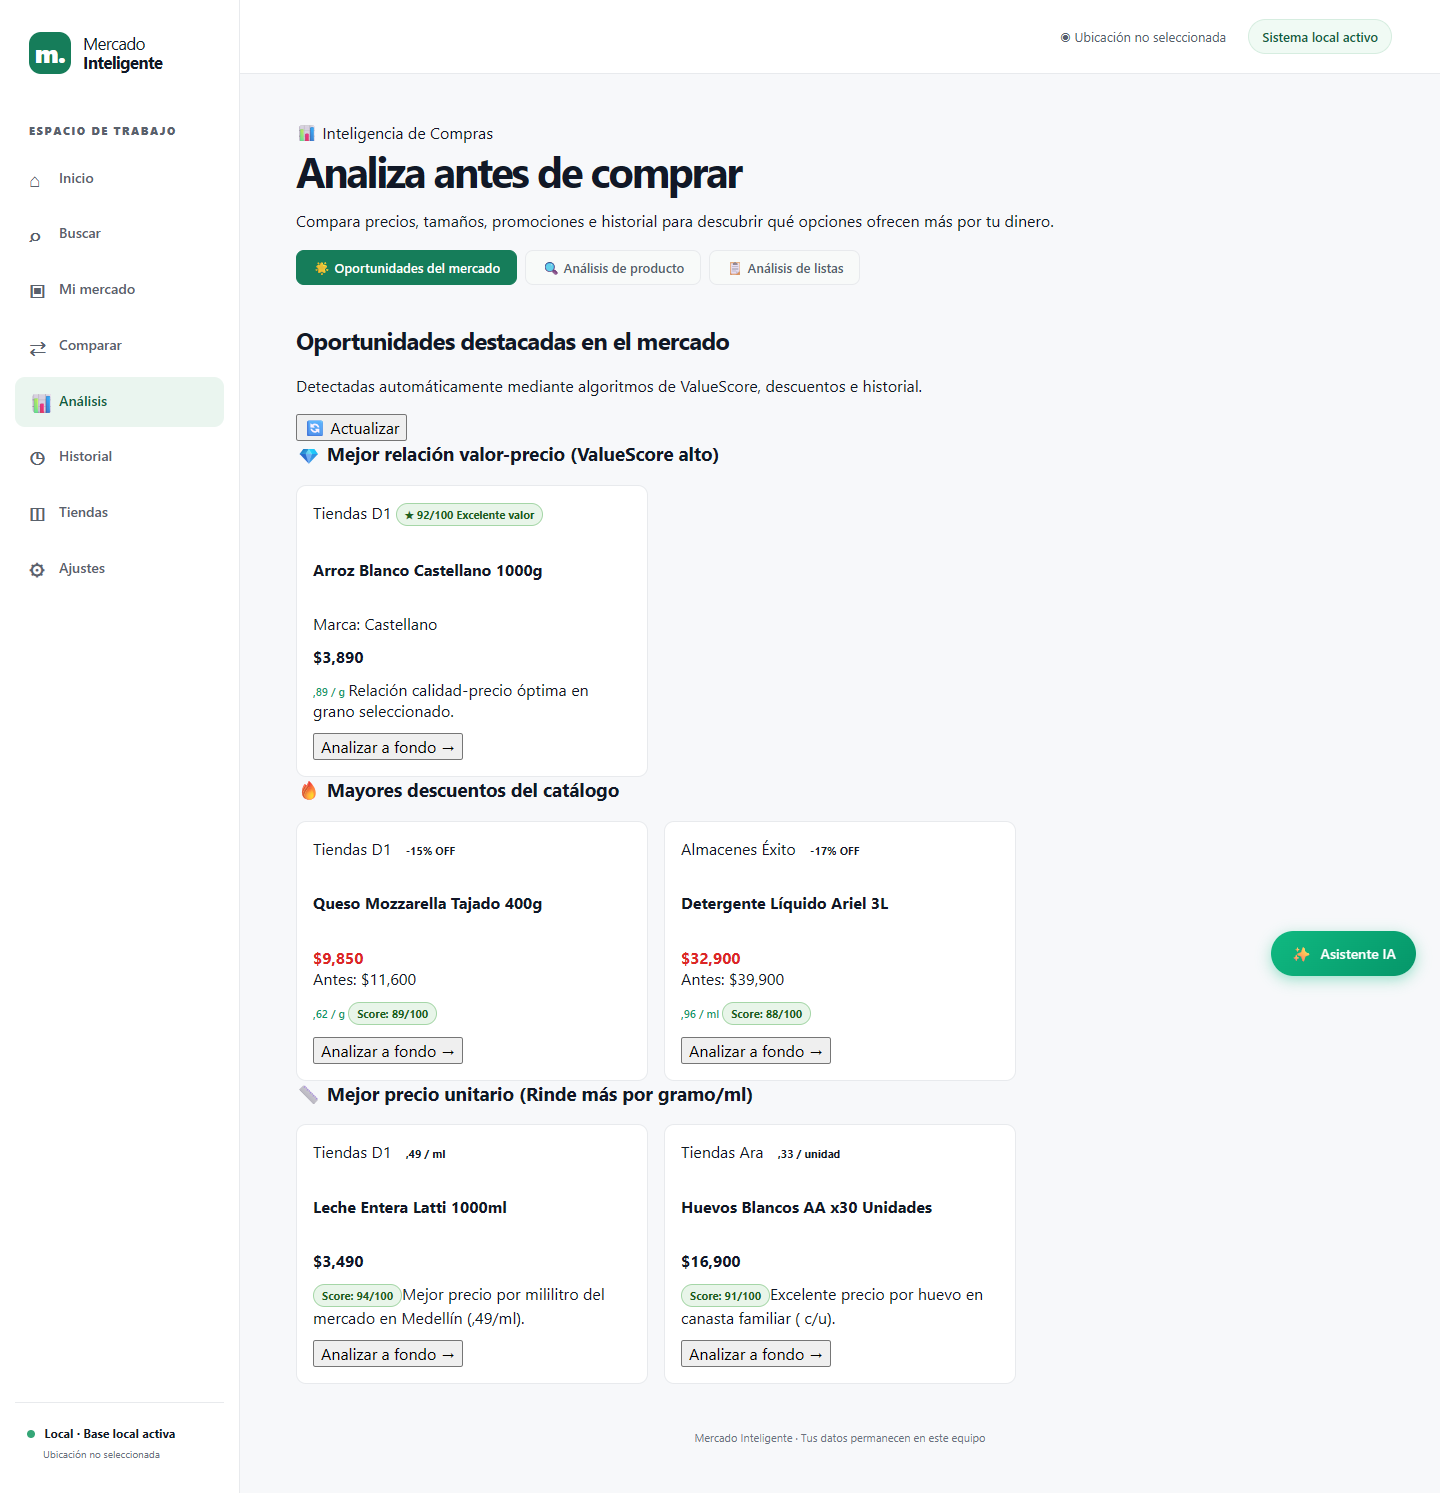 m.
Mercado
Inteligente
ESPACIO DE TRABAJO
Inicio
Buscar
Mi mercado
Comparar
Análisis
Historial
Tiendas
Ajustes
Local · Base local activa
Ubicación no seleccionada
Ubicación no seleccionada
Sistema local activo
Inteligencia de Compras
Analiza antes de comprar
Compara precios, tamaños, promociones e historial para descubrir qué opciones ofrecen más por tu dinero.
Oportunidades del mercado
Análisis de producto
Análisis de listas
Oportunidades destacadas en el mercado
Detectadas automáticamente mediante algoritmos de ValueScore, descuentos e historial.
Actualizar
Mejor relación valor-precio (ValueScore alto)
Tiendas D1 ★ 92/100 Excelente valor
Arroz Blanco Castellano 1000g
Marca: Castellano
$3,890
,89 / g Relación calidad-precio óptima en
grano seleccionado.
Analizar a fondo →
Mayores descuentos del catálogo
Tiendas D1 -15% OFF
Queso Mozzarella Tajado 400g
$9,850
Antes: $11,600
,62 / g Score: 89/100
Analizar a fondo →
Almacenes Éxito -17% OFF
Detergente Líquido Ariel 3L
$32,900
Antes: $39,900
,96 / ml Score: 88/100
Analizar a fondo →
Mejor precio unitario (Rinde más por gramo/ml)
Tiendas D1 ,49 / ml
Leche Entera Latti 1000ml
$3,490
Score: 94/100 Mejor precio por mililitro del
mercado en Medellín (,49/ml).
Analizar a fondo →
Tiendas Ara ,33 / unidad
Huevos Blancos AA x30 Unidades
$16,900
Score: 91/100 Excelente precio por huevo en
canasta familiar ( c/u).
Analizar a fondo →
Asistente IA
Mercado Inteligente · Tus datos permanecen en este equipo